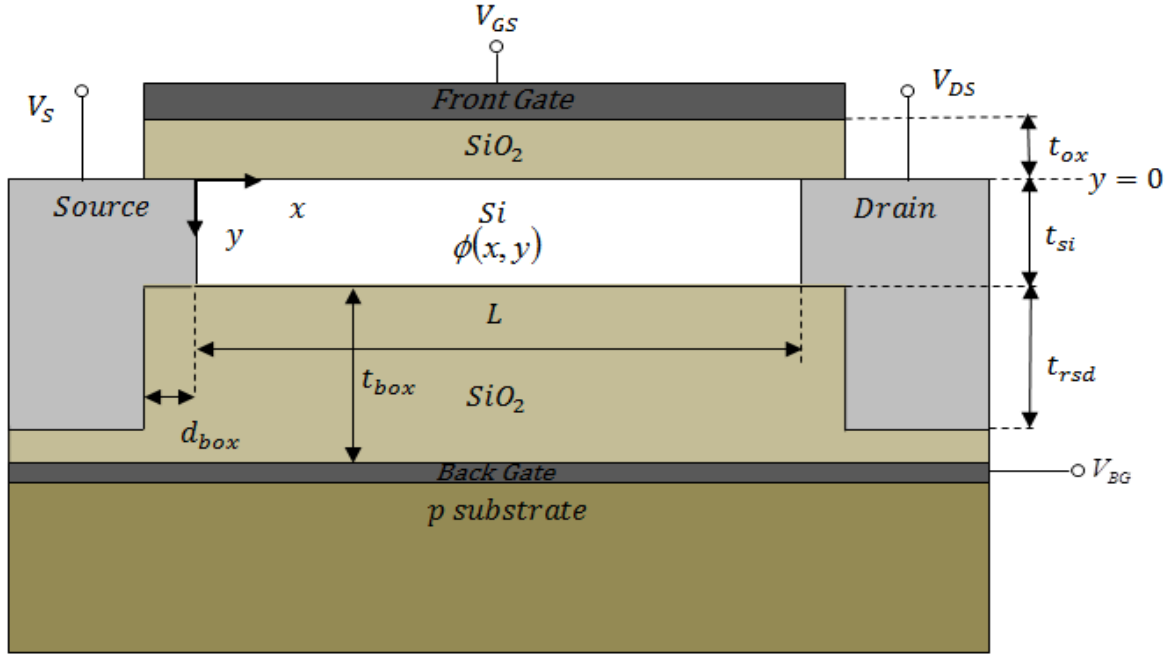 V_GS
V_S
V_DS
Front Gate
SiO_2
t_ox
y = 0
Source
x
Si
Drain
y
ϕ(x, y)
t_si
L
t_box
SiO_2
t_rsd
d_box
Back Gate
V_BG
p substrate